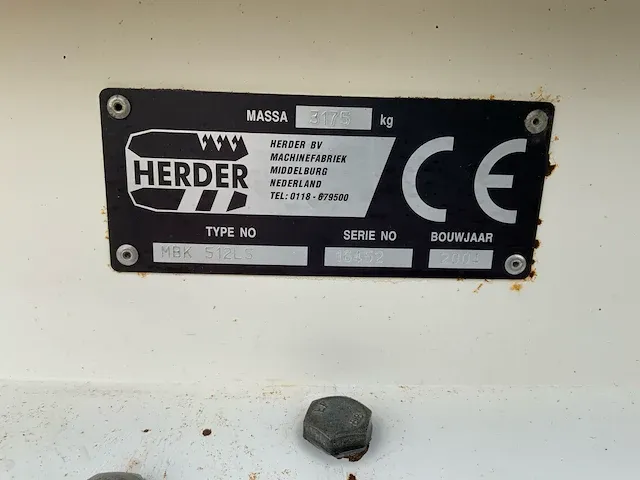 MASSA 3175 kg
HERDER
HERDER BV
MACHINEFABRIEK
MIDDELBURG
NEDERLAND
TEL: 0118 - 679500
CE
TYPE NO SERIE NO BOUWJAAR
MBK 512LS